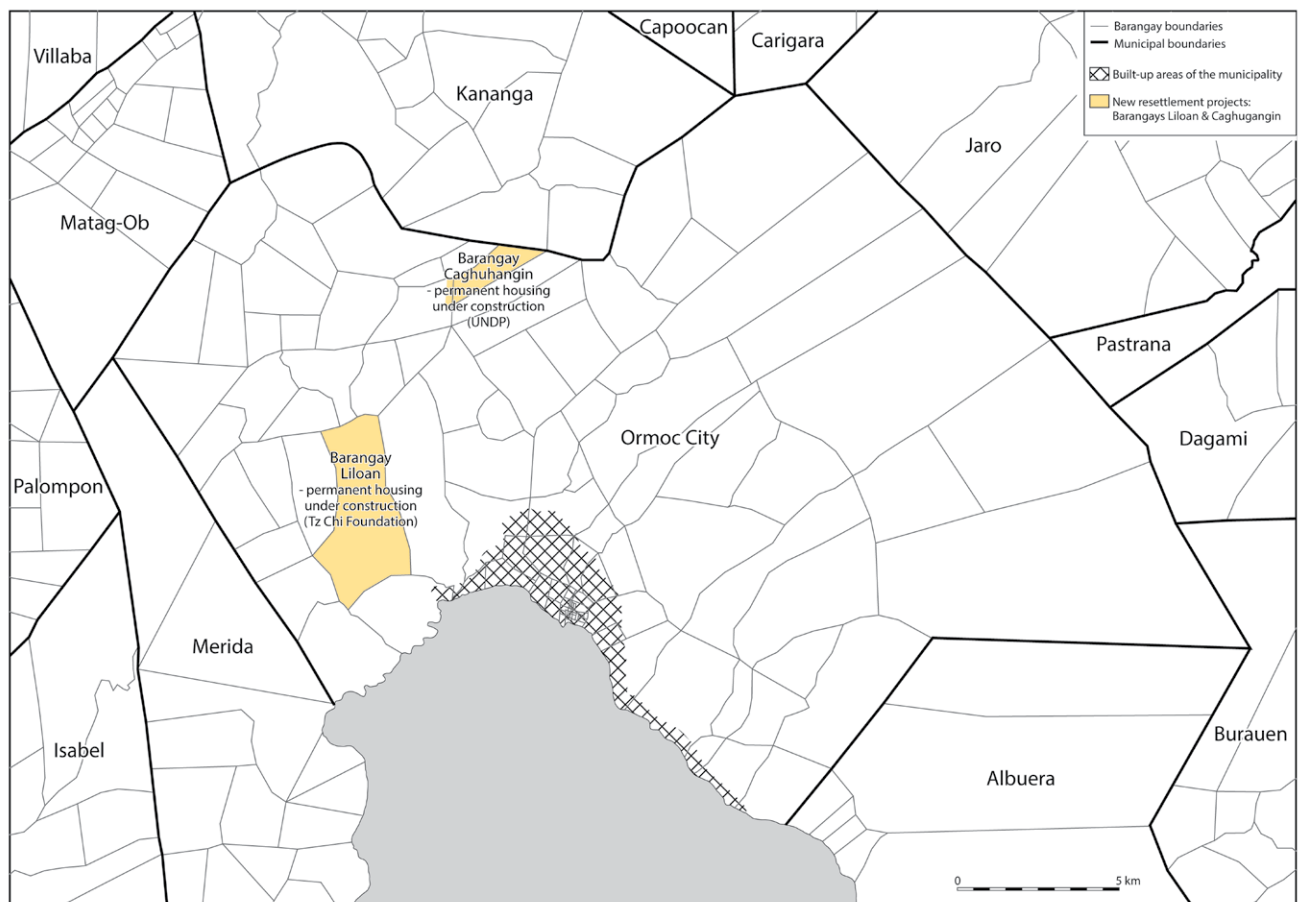 Capoocan
Carigara
Villaba
Kananga
Barangay boundaries
Municipal boundaries
Built-up areas of the municipality
New resettlement projects:
Barangays Liloan & Caghugangin
Jaro
Matag-Ob
Barangay
Caghuhangin
- permanent housing
under construction
(UNDP)
Pastrana
Ormoc City
Dagami
Barangay
Liloan
- permanent housing
under construction
(Tz Chi Foundation)
Palompon
Merida
Isabel
Burauen
Albuera
0
5 km